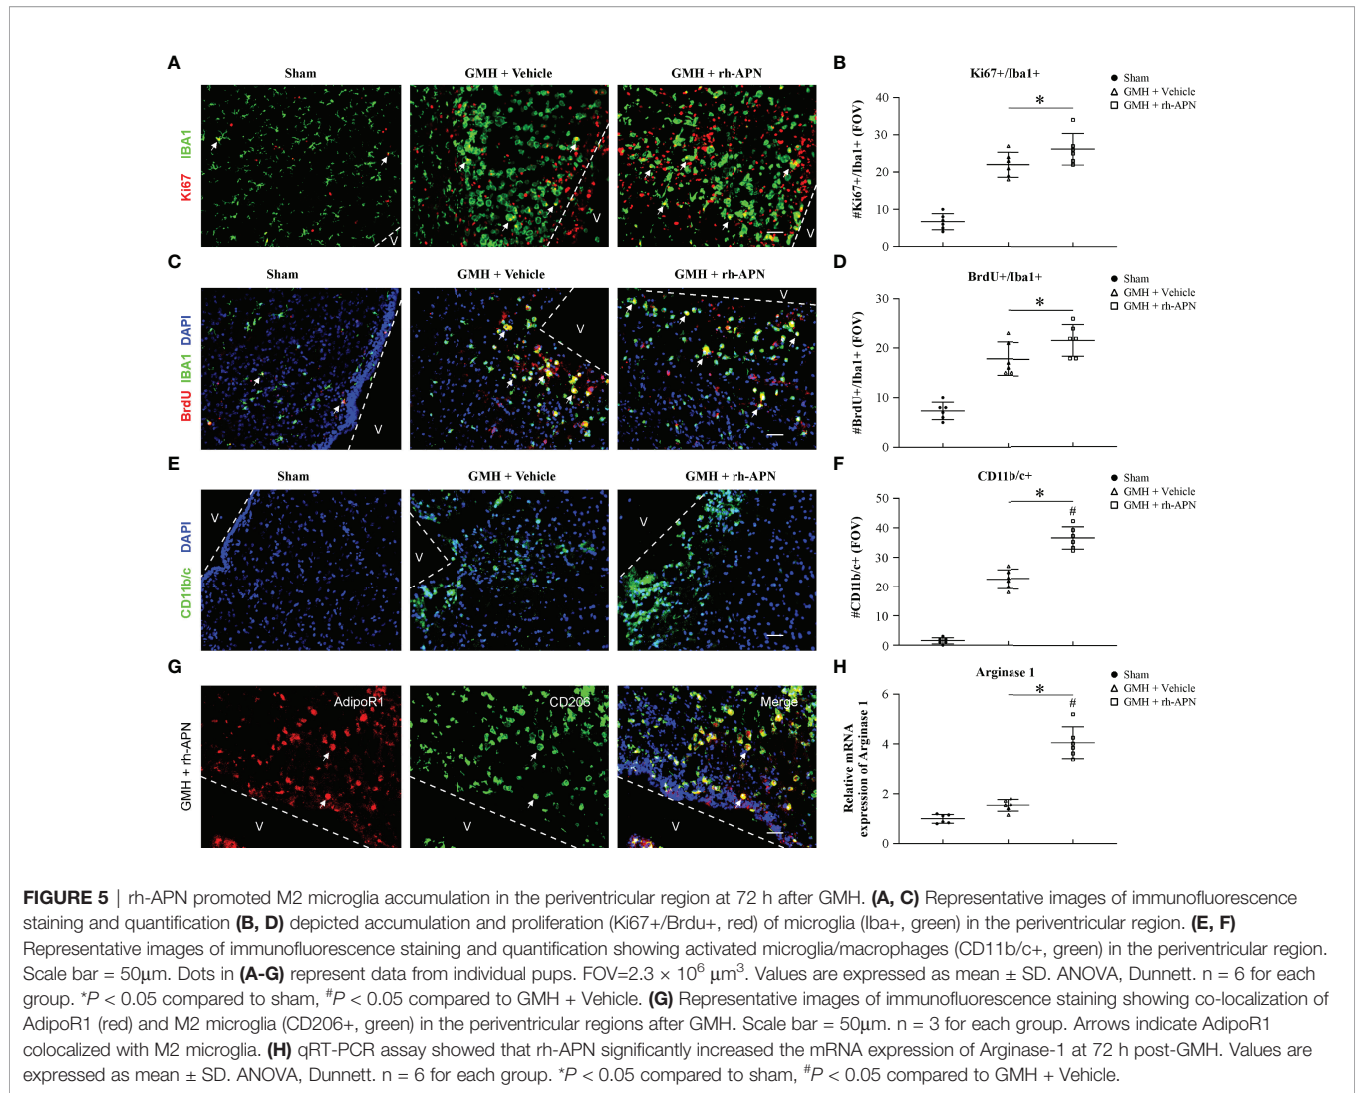 A
Sham
GMH + Vehicle
GMH + rh-APN
Ki67 IBA1
V
V
V
B
Ki67+/Iba1+
Sham
GMH + Vehicle
GMH + rh-APN
#Ki67+/Iba1+ (FOV)
40
30
20
10
0
*
C
Sham
GMH + Vehicle
GMH + rh-APN
BrdU IBA1 DAPI
V
V
V
D
BrdU+/Iba1+
Sham
GMH + Vehicle
GMH + rh-APN
#BrdU+/Iba1+ (FOV)
30
20
10
0
*
E
Sham
GMH + Vehicle
GMH + rh-APN
CD11b/c DAPI
V
V
V
F
CD11b/c+
Sham
GMH + Vehicle
GMH + rh-APN
#CD11b/c+ (FOV)
50
40
30
20
10
0
*
#
G
GMH + rh-APN
AdipoR1
CD206
Merge
V
V
V
H
Arginase 1
Sham
GMH + Vehicle
GMH + rh-APN
Relative mRNA
expression of Arginase 1
6
4
2
0
*
#
FIGURE 5 | rh-APN promoted M2 microglia accumulation in the periventricular region at 72 h after GMH. (A, C) Representative images of immunofluorescence
staining and quantification (B, D) depicted accumulation and proliferation (Ki67+/Brdu+, red) of microglia (Iba+, green) in the periventricular region. (E, F)
Representative images of immunofluorescence staining and quantification showing activated microglia/macrophages (CD11b/c+, green) in the periventricular region.
Scale bar = 50μm. Dots in (A-G) represent data from individual pups. FOV=2.3 × 10⁶ μm³. Values are expressed as mean ± SD. ANOVA, Dunnett. n = 6 for each
group. *P < 0.05 compared to sham, #P < 0.05 compared to GMH + Vehicle. (G) Representative images of immunofluorescence staining showing co-localization of
AdipoR1 (red) and M2 microglia (CD206+, green) in the periventricular regions after GMH. Scale bar = 50μm. n = 3 for each group. Arrows indicate AdipoR1
colocalized with M2 microglia. (H) qRT-PCR assay showed that rh-APN significantly increased the mRNA expression of Arginase-1 at 72 h post-GMH. Values are
expressed as mean ± SD. ANOVA, Dunnett. n = 6 for each group. *P < 0.05 compared to sham, #P < 0.05 compared to GMH + Vehicle.